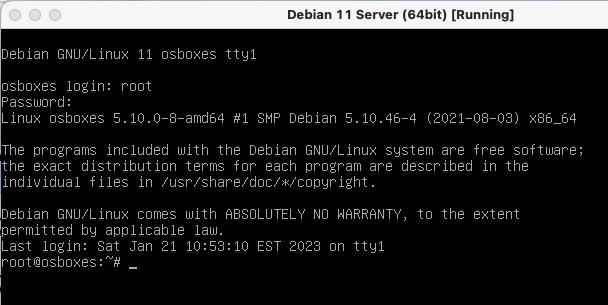 Debian 11 Server (64bit) [Running]
Debian GNU/Linux 11 osboxes tty1
osboxes login: root
Password:
Linux osboxes 5.10.0-8-amd64 #1 SMP Debian 5.10.46-4 (2021-08-03) x86_64
The programs included with the Debian GNU/Linux system are free software;
the exact distribution terms for each program are described in the
individual files in /usr/share/doc/*/copyright.
Debian GNU/Linux comes with ABSOLUTELY NO WARRANTY, to the extent
permitted by applicable law.
Last login: Sat Jan 21 10:53:10 EST 2023 on tty1
root@osboxes:~# _